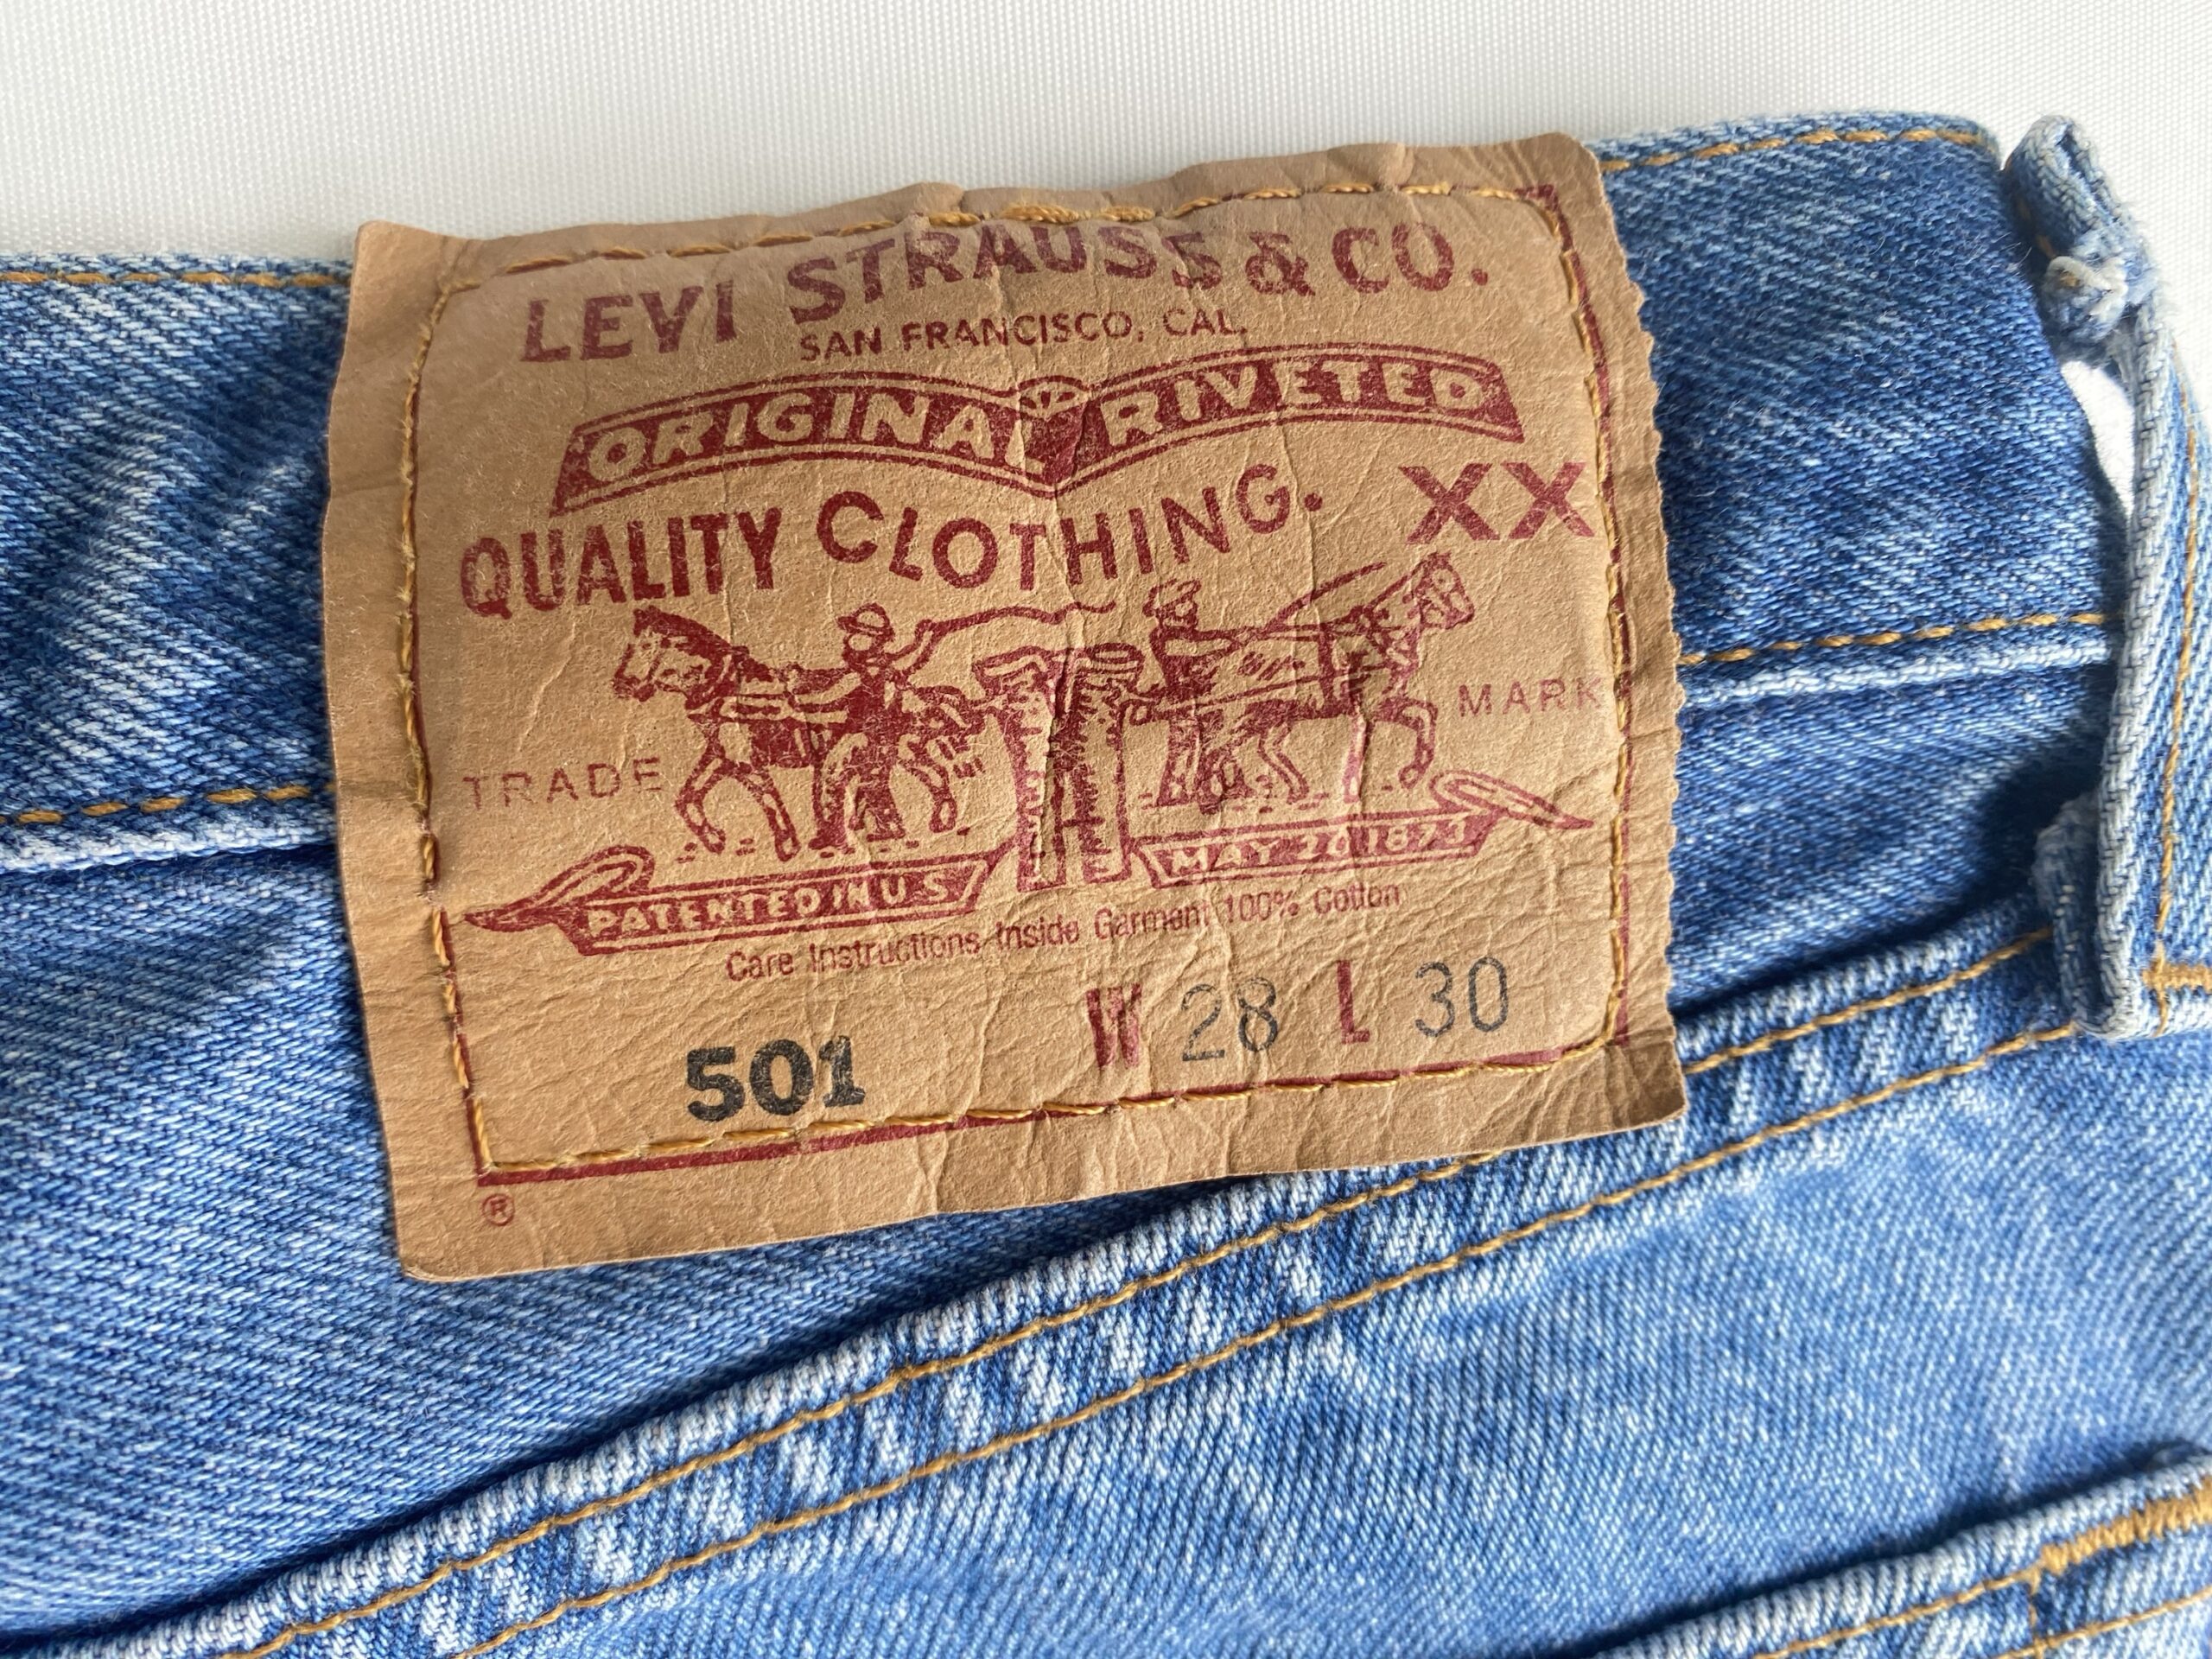 LEVI STRAUSS & CO.
SAN FRANCISCO, CAL.
ORIGINAL RIVETED
QUALITY CLOTHING. XX
TRADE MARK
PATENTED IN U S MAY 20 1873
Care Instructions Inside Garment 100% Cotton
501 W 28 L 30
®